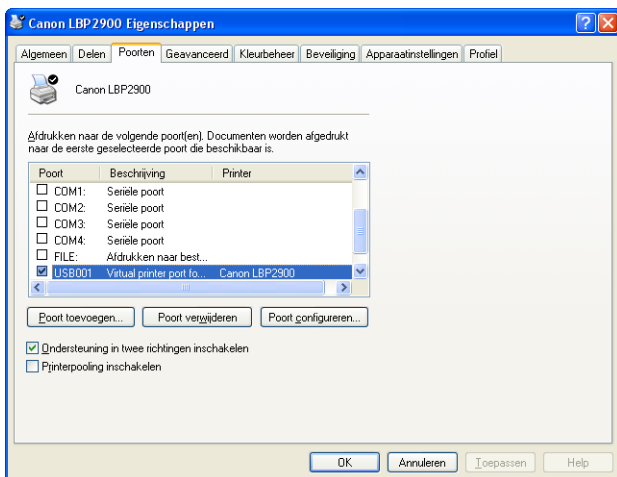 Canon LBP2900 Eigenschappen
Algemeen Delen Poorten Geavanceerd Kleurbeheer Beveiliging Apparaatinstellingen Profiel
Canon LBP2900
Afdrukken naar de volgende poort(en). Documenten worden afgedrukt
naar de eerste geselecteerde poort die beschikbaar is.
Poort Beschrijving Printer
COM1: Seriële poort
COM2: Seriële poort
COM3: Seriële poort
COM4: Seriële poort
FILE: Afdrukken naar best...
USB001 Virtual printer port fo... Canon LBP2900
Poort toevoegen... Poort verwijderen Poort configureren...
Ondersteuning in twee richtingen inschakelen
Printerpooling inschakelen
OK Annuleren Toepassen Help